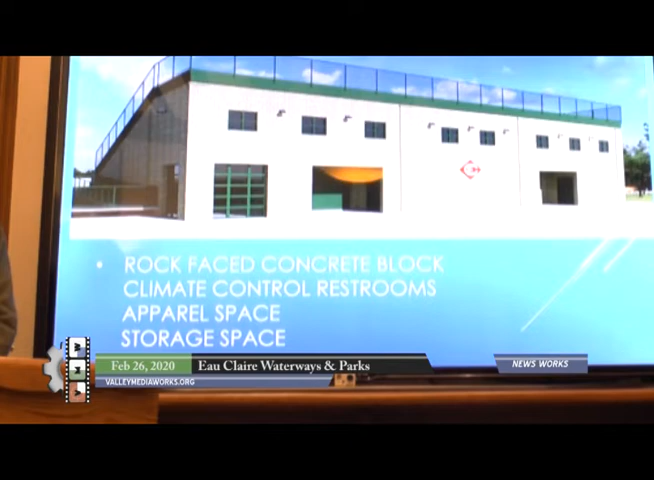 • ROCK FACED CONCRETE BLOCK
CLIMATE CONTROL RESTROOMS
APPAREL SPACE
STORAGE SPACE
Feb 26, 2020 Eau Claire Waterways & Parks NEWS WORKS
VALLEYMEDIAWORKS.ORG